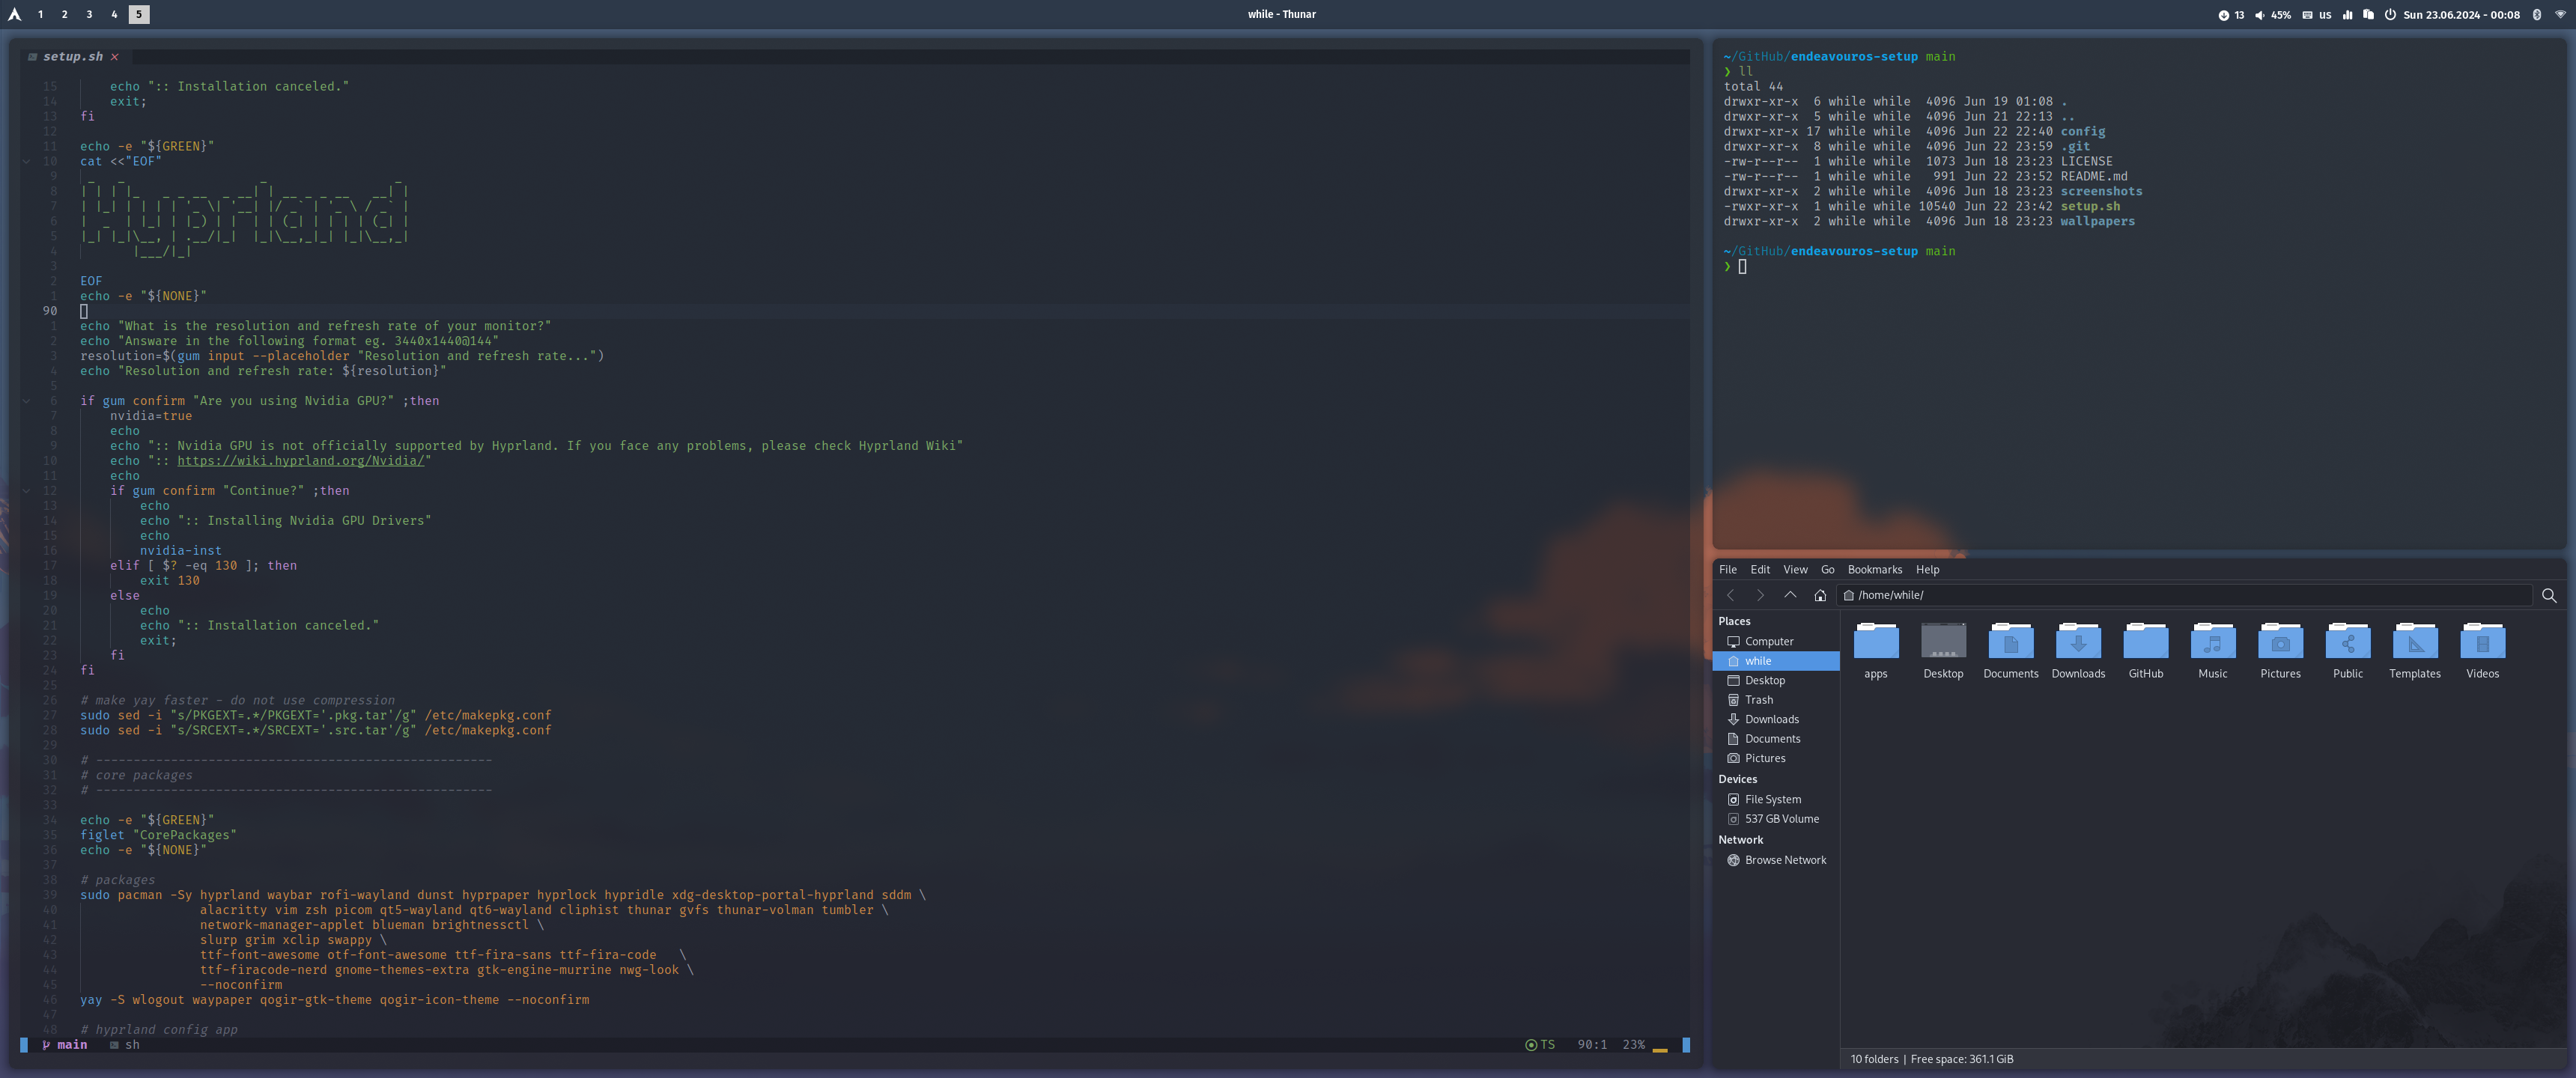 1 2 3 4 5
while - Thunar
13 45% US Sun 23.06.2024 - 00:08
setup.sh ×
15 echo ":: Installation canceled."
14 exit;
13 fi
12
11 echo -e "${GREEN}"
10 cat <<"EOF"
9  _   _                  _                 _
8 | | | |_   _ _ __  _ __| | __ _ _ __   __| |
7 | |_| | | | | '_ \| '__| |/ _` | '_ \ / _` |
6 |  _  | |_| | |_) | |  | | (_| | | | | (_| |
5 |_| |_|\__, | .__/|_|  |_|\__,_|_| |_|\__,_|
4        |___/|_|
3
2 EOF
1 echo -e "${NONE}"
90
1 echo "What is the resolution and refresh rate of your monitor?"
2 echo "Answare in the following format eg. 3440x1440@144"
3 resolution=$(gum input --placeholder "Resolution and refresh rate...")
4 echo "Resolution and refresh rate: ${resolution}"
5
6 if gum confirm "Are you using Nvidia GPU?" ;then
7 nvidia=true
8 echo
9 echo ":: Nvidia GPU is not officially supported by Hyprland. If you face any problems, please check Hyprland Wiki"
10 echo ":: https://wiki.hyprland.org/Nvidia/"
11 echo
12 if gum confirm "Continue?" ;then
13 echo
14 echo ":: Installing Nvidia GPU Drivers"
15 echo
16 nvidia-inst
17 elif [ $? -eq 130 ]; then
18 exit 130
19 else
20 echo
21 echo ":: Installation canceled."
22 exit;
23 fi
24 fi
25
26 # make yay faster - do not use compression
27 sudo sed -i "s/PKGEXT=.*/PKGEXT='.pkg.tar'/g" /etc/makepkg.conf
28 sudo sed -i "s/SRCEXT=.*/SRCEXT='.src.tar'/g" /etc/makepkg.conf
29
30 # -----------------------------------------------------
31 # core packages
32 # -----------------------------------------------------
33
34 echo -e "${GREEN}"
35 figlet "CorePackages"
36 echo -e "${NONE}"
37
38 # packages
39 sudo pacman -Sy hyprland waybar rofi-wayland dunst hyprpaper hyprlock hypridle xdg-desktop-portal-hyprland sddm \
40 alacritty vim zsh picom qt5-wayland qt6-wayland cliphist thunar gvfs thunar-volman tumbler \
41 network-manager-applet blueman brightnessctl \
42 slurp grim xclip swappy \
43 ttf-font-awesome otf-font-awesome ttf-fira-sans ttf-fira-code \
44 ttf-firacode-nerd gnome-themes-extra gtk-engine-murrine nwg-look \
45 --noconfirm
46 yay -S wlogout waypaper qogir-gtk-theme qogir-icon-theme --noconfirm
47
48 # hyprland config app
main sh TS 90:1 23%
~/GitHub/endeavouros-setup main
❯ ll
total 44
drwxr-xr-x 6 while while 4096 Jun 19 01:08 .
drwxr-xr-x 5 while while 4096 Jun 21 22:13 ..
drwxr-xr-x 17 while while 4096 Jun 22 22:40 config
drwxr-xr-x 8 while while 4096 Jun 22 23:59 .git
-rw-r--r-- 1 while while 1073 Jun 18 23:23 LICENSE
-rw-r--r-- 1 while while 991 Jun 22 23:52 README.md
drwxr-xr-x 2 while while 4096 Jun 18 23:23 screenshots
-rwxr-xr-x 1 while while 10540 Jun 22 23:42 setup.sh
drwxr-xr-x 2 while while 4096 Jun 18 23:23 wallpapers
~/GitHub/endeavouros-setup main
❯
File Edit View Go Bookmarks Help
/home/while/
Places
Computer
while
Desktop
Trash
Downloads
Documents
Pictures
Devices
File System
537 GB Volume
Network
Browse Network
apps Desktop Documents Downloads GitHub Music Pictures Public Templates Videos
10 folders | Free space: 361.1 GiB